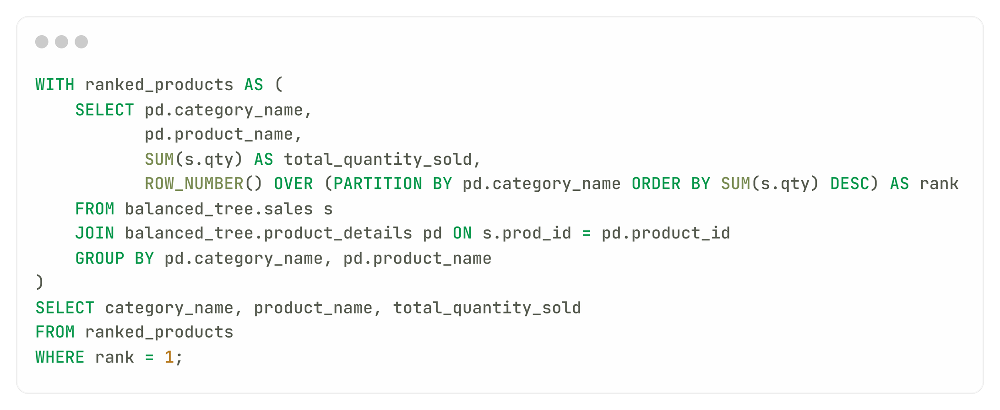 WITH ranked_products AS (
    SELECT pd.category_name,
           pd.product_name,
           SUM(s.qty) AS total_quantity_sold,
           ROW_NUMBER() OVER (PARTITION BY pd.category_name ORDER BY SUM(s.qty) DESC) AS rank
    FROM balanced_tree.sales s
    JOIN balanced_tree.product_details pd ON s.prod_id = pd.product_id
    GROUP BY pd.category_name, pd.product_name
)
SELECT category_name, product_name, total_quantity_sold
FROM ranked_products
WHERE rank = 1;